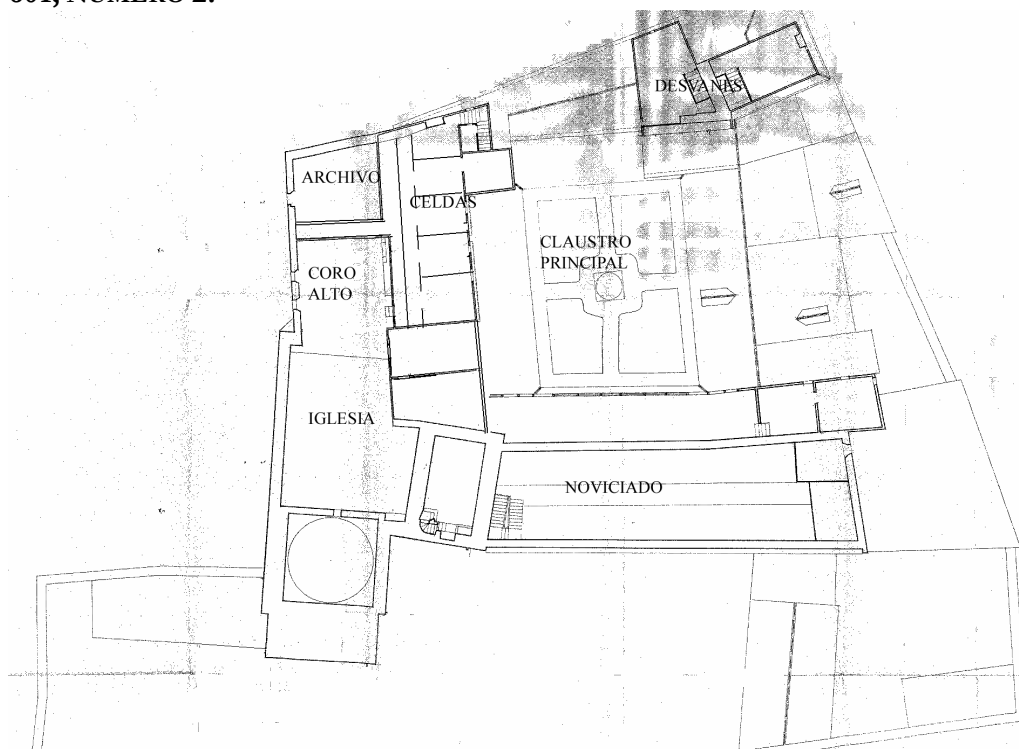 DESVANES
ARCHIVO
CELDAS
CLAUSTRO
PRINCIPAL
CORO
ALTO
IGLESIA
NOVICIADO